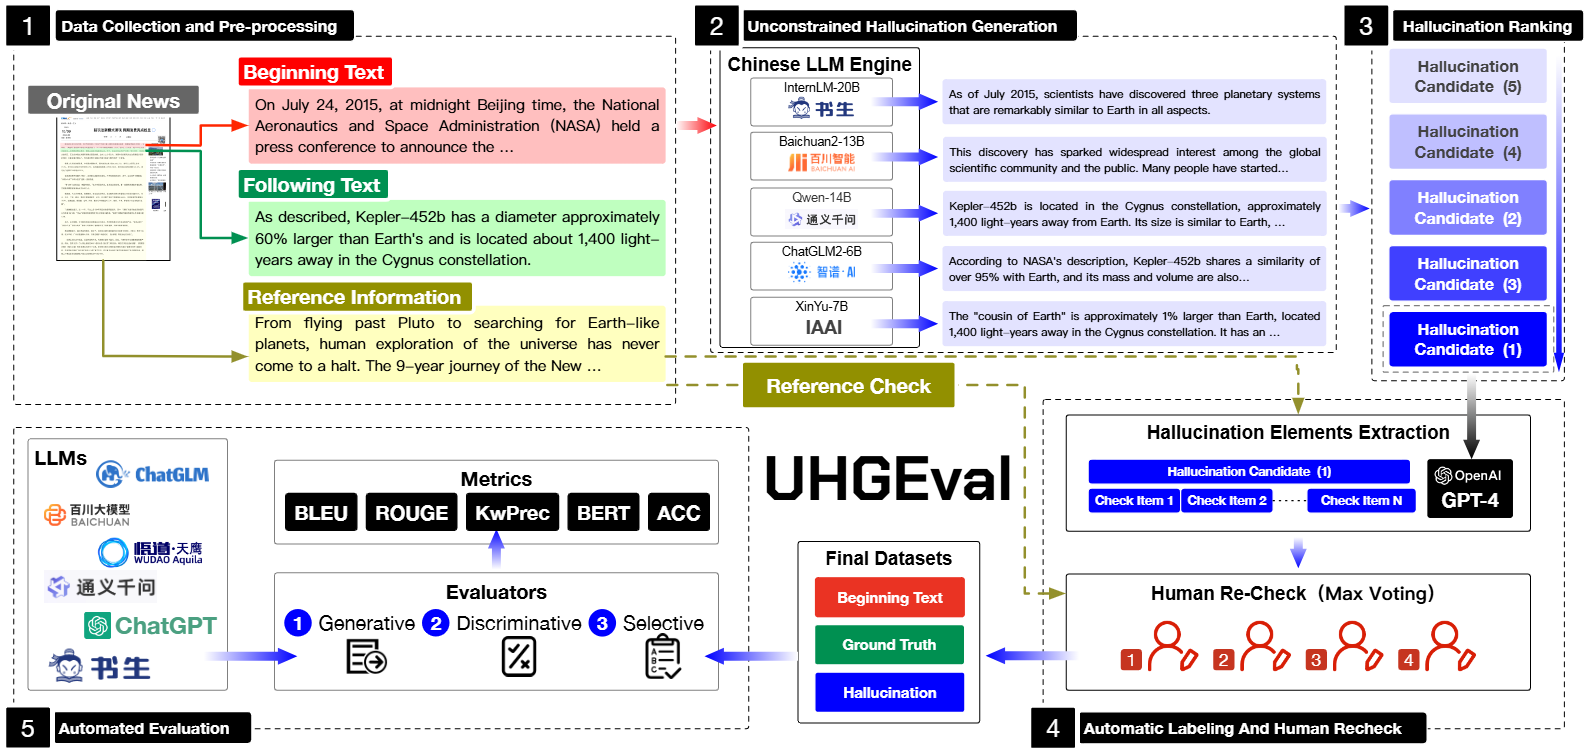 1
Data Collection and Pre-processing
Original News
Beginning Text
On July 24, 2015, at midnight Beijing time, the National
Aeronautics and Space Administration (NASA) held a
press conference to announce the ...
Following Text
As described, Kepler-452b has a diameter approximately
60% larger than Earth's and is located about 1,400 light-
years away in the Cygnus constellation.
Reference Information
From flying past Pluto to searching for Earth-like
planets, human exploration of the universe has never
come to a halt. The 9-year journey of the New ...
2
Unconstrained Hallucination Generation
Chinese LLM Engine
InternLM-20B
书生
As of July 2015, scientists have discovered three planetary systems
that are remarkably similar to Earth in all aspects.
Baichuan2-13B
百川智能
BAICHUAN AI
This discovery has sparked widespread interest among the global
scientific community and the public. Many people have started...
Qwen-14B
通义千问
Kepler-452b is located in the Cygnus constellation, approximately
1,400 light-years away from Earth. Its size is similar to Earth, ...
ChatGLM2-6B
智谱·AI
According to NASA's description, Kepler-452b shares a similarity of
over 95% with Earth, and its mass and volume are also...
XinYu-7B
IAAI
The "cousin of Earth" is approximately 1% larger than Earth, located
1,400 light-years away in the Cygnus constellation. It has an ...
3
Hallucination Ranking
Hallucination
Candidate (5)
Hallucination
Candidate (4)
Hallucination
Candidate (2)
Hallucination
Candidate (3)
Hallucination
Candidate (1)
Reference Check
UHGEval
Hallucination Elements Extraction
Hallucination Candidate (1)
Check Item 1
Check Item 2
Check Item N
OpenAI
GPT-4
Human Re-Check（Max Voting）
1
2
3
4
4
Automatic Labeling And Human Recheck
Final Datasets
Beginning Text
Ground Truth
Hallucination
LLMs
ChatGLM
百川大模型
BAICHUAN
悟道·天鹰
WUDAO Aquila
通义千问
ChatGPT
书生
Metrics
BLEU
ROUGE
KwPrec
BERT
ACC
Evaluators
1 Generative
2 Discriminative
3 Selective
A
B
C
5
Automated Evaluation